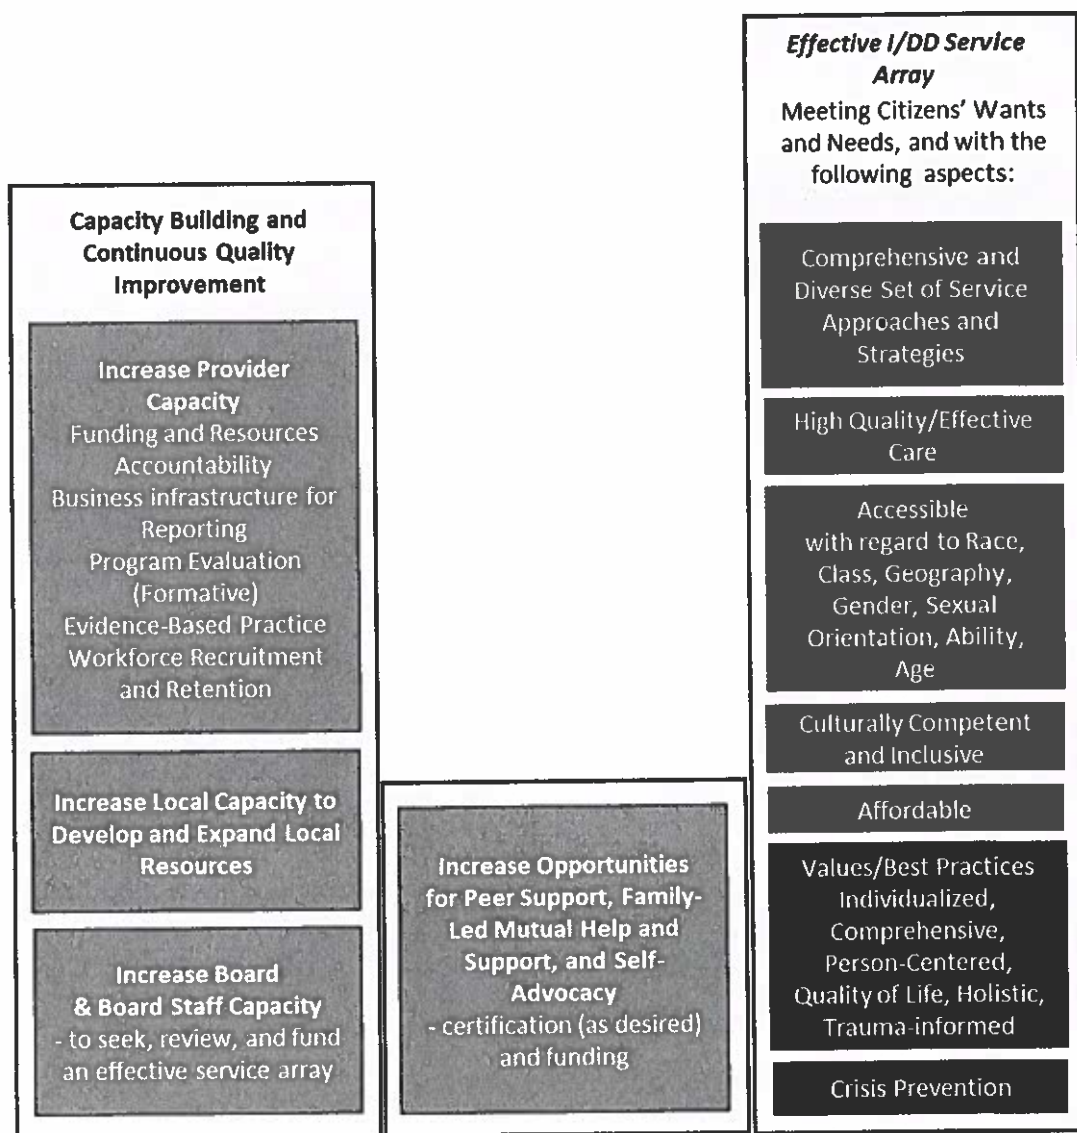 Capacity Building and
Continuous Quality
Improvement
Increase Provider
Capacity
Funding and Resources
Accountability
Business infrastructure for
Reporting
Program Evaluation
(Formative)
Evidence-Based Practice
Workforce Recruitment
and Retention
Increase Local Capacity to
Develop and Expand Local
Resources
Increase Board
& Board Staff Capacity
- to seek, review, and fund
an effective service array
Increase Opportunities
for Peer Support, Family-
Led Mutual Help and
Support, and Self-
Advocacy
- certification (as desired)
and funding
Effective I/DD Service
Array
Meeting Citizens' Wants
and Needs, and with the
following aspects:
Comprehensive and
Diverse Set of Service
Approaches and
Strategies
High Quality/Effective
Care
Accessible
with regard to Race,
Class, Geography,
Gender, Sexual
Orientation, Ability,
Age
Culturally Competent
and Inclusive
Affordable
Values/Best Practices
Individualized,
Comprehensive,
Person-Centered,
Quality of Life, Holistic,
Trauma-informed
Crisis Prevention